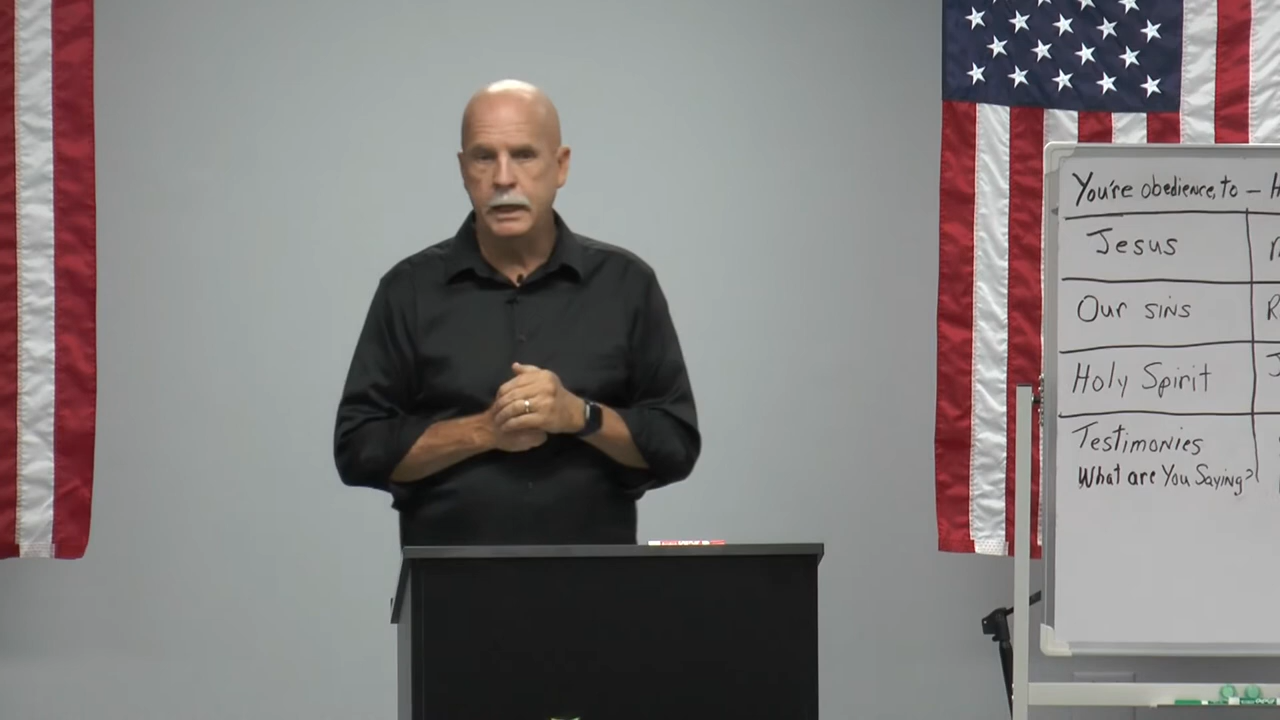 You're obedience, to – H
Jesus
Our sins
R
Holy Spirit
J
Testimonies
What are You Saying?